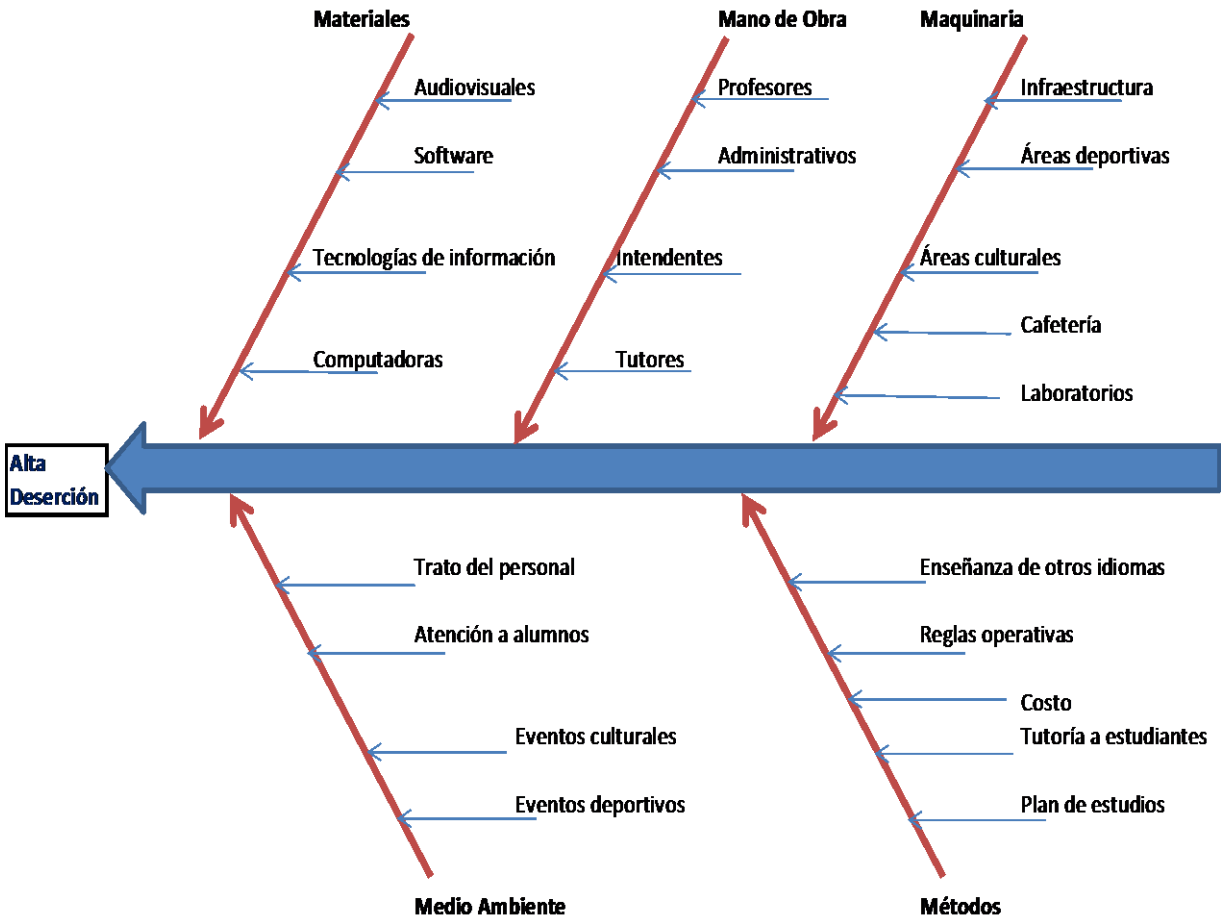 Materiales
Mano de Obra
Maquinaria
Audiovisuales
Profesores
Infraestructura
Software
Administrativos
Áreas deportivas
Tecnologías de información
Intendentes
Áreas culturales
Cafetería
Computadoras
Tutores
Laboratorios
Alta
Deserción
Trato del personal
Enseñanza de otros idiomas
Atención a alumnos
Reglas operativas
Costo
Eventos culturales
Tutoría a estudiantes
Eventos deportivos
Plan de estudios
Medio Ambiente
Métodos